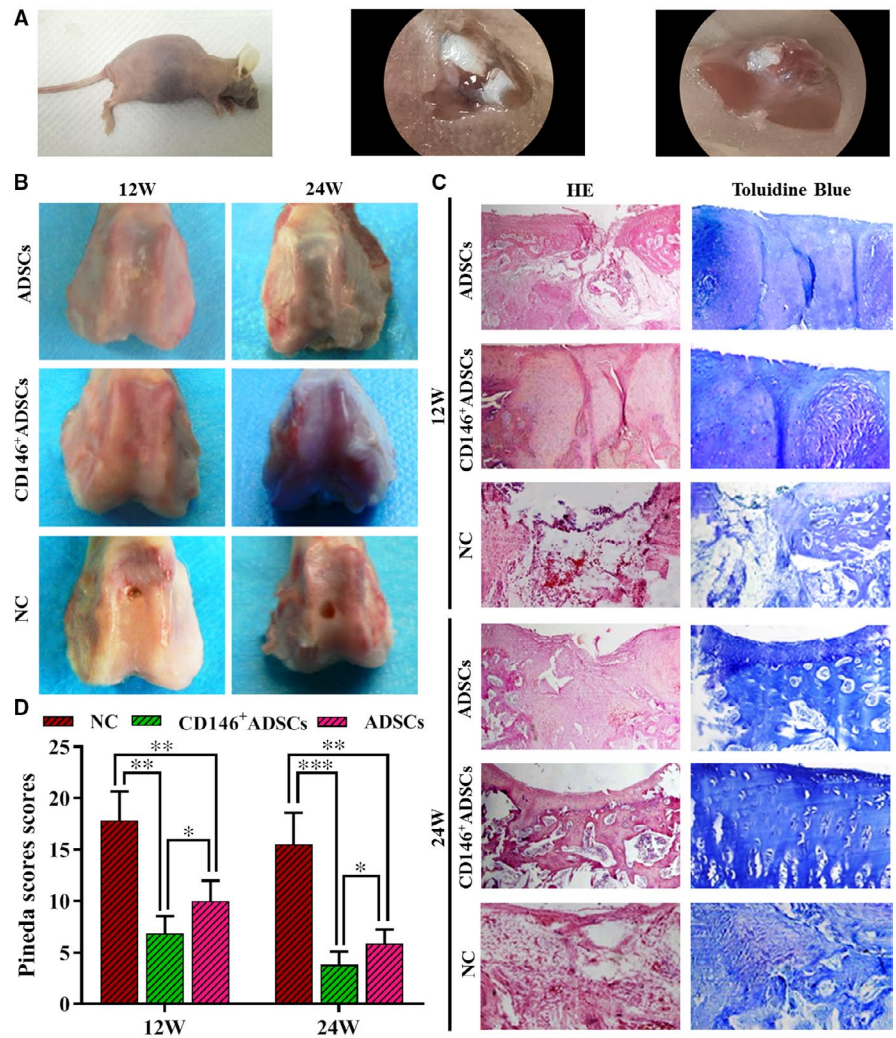 A
B
12W
24W
ADSCs
CD146+ADSCs
NC
C
HE
Toluidine Blue
12W
ADSCs
CD146+ADSCs
NC
24W
ADSCs
CD146+ADSCs
NC
D
NC
CD146+ADSCs
ADSCs
Pineda scores scores
25
20
15
10
5
0
**
**
*
**
***
*
12W
24W